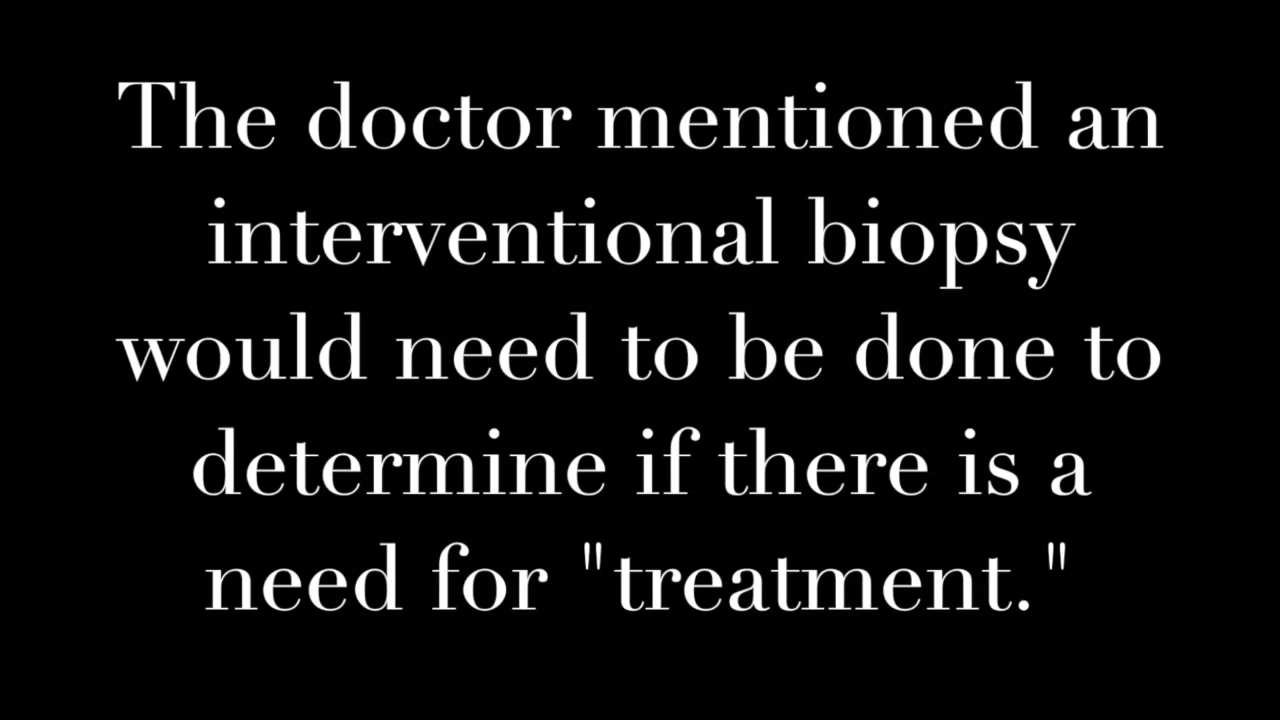 The doctor mentioned an
interventional biopsy
would need to be done to
determine if there is a
need for "treatment."